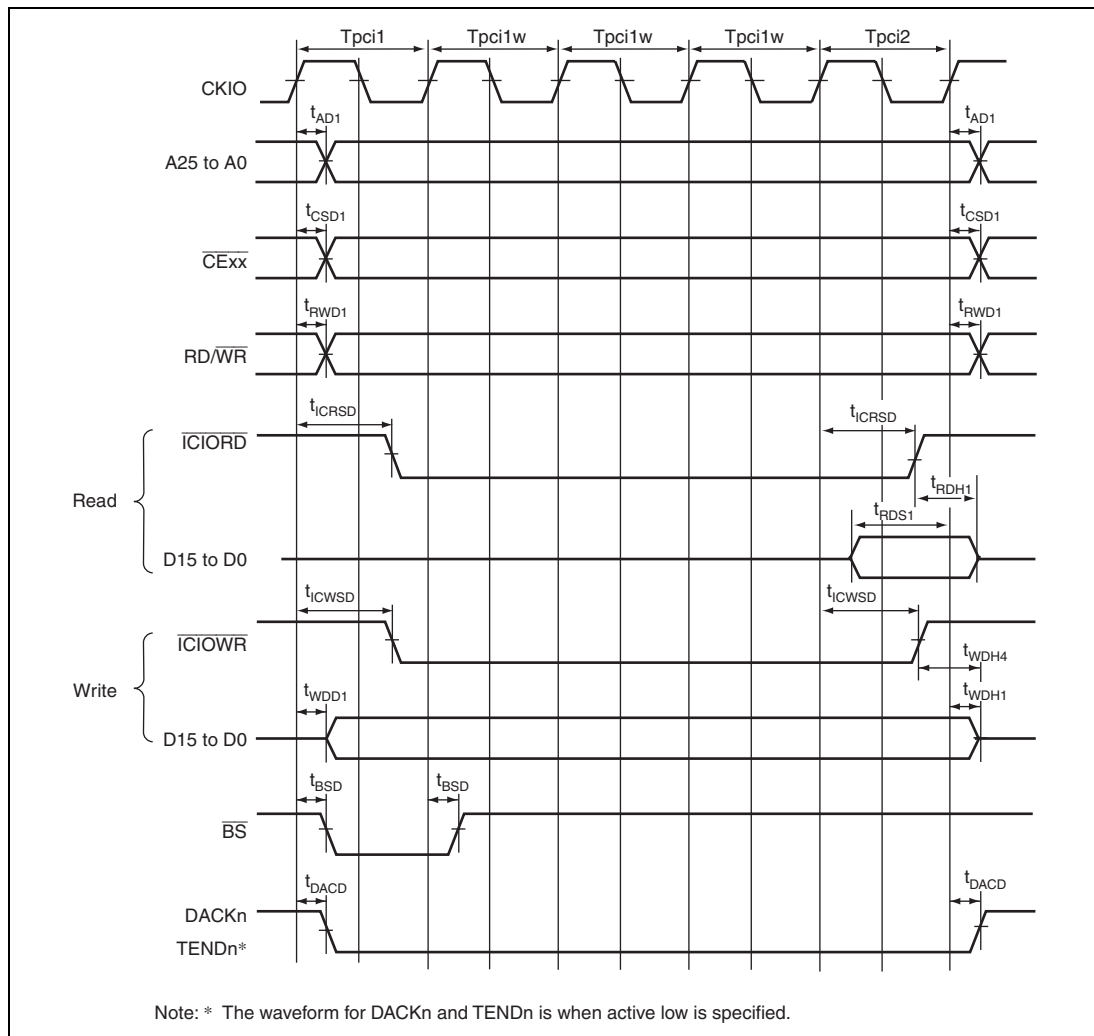 Tpci1 Tpci1w Tpci1w Tpci1w Tpci2
CKIO
tAD1 tAD1
A25 to A0
tCSD1 tCSD1
CExx
tRWD1 tRWD1
RD/WR
tICRSD tICRSD
ICIORD
tRDH1
Read
tRDS1
D15 to D0
tICWSD tICWSD
ICIOWR
tWDH4
Write
tWDD1 tWDH1
D15 to D0
tBSD tBSD
BS
tDACD tDACD
DACKn
TENDn*
Note: * The waveform for DACKn and TENDn is when active low is specified.